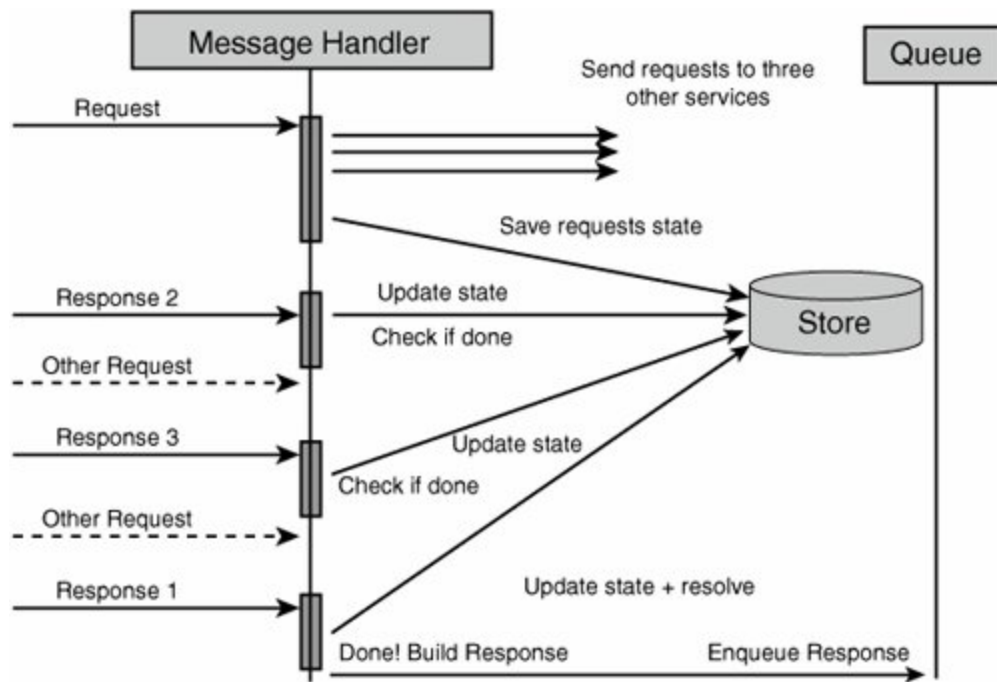 Message Handler
Queue
Send requests to three
other services
Request
Save requests state
Response 2
Update state
Store
Check if done
Other Request
Response 3
Update state
Check if done
Other Request
Response 1
Update state + resolve
Done! Build Response
Enqueue Response